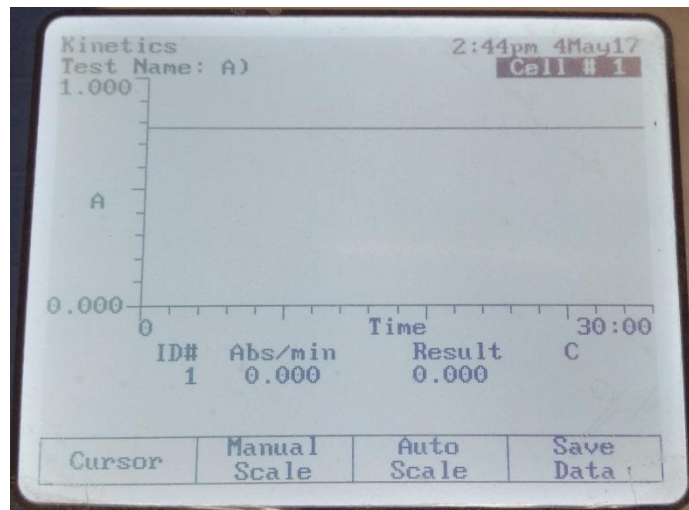 Kinetics 2:44pm 4May17
Test Name: A) Cell # 1
1.000
A
0.000
0 Time 30:00
ID# Abs/min Result C
1 0.000 0.000
Cursor Manual Scale Auto Scale Save Data